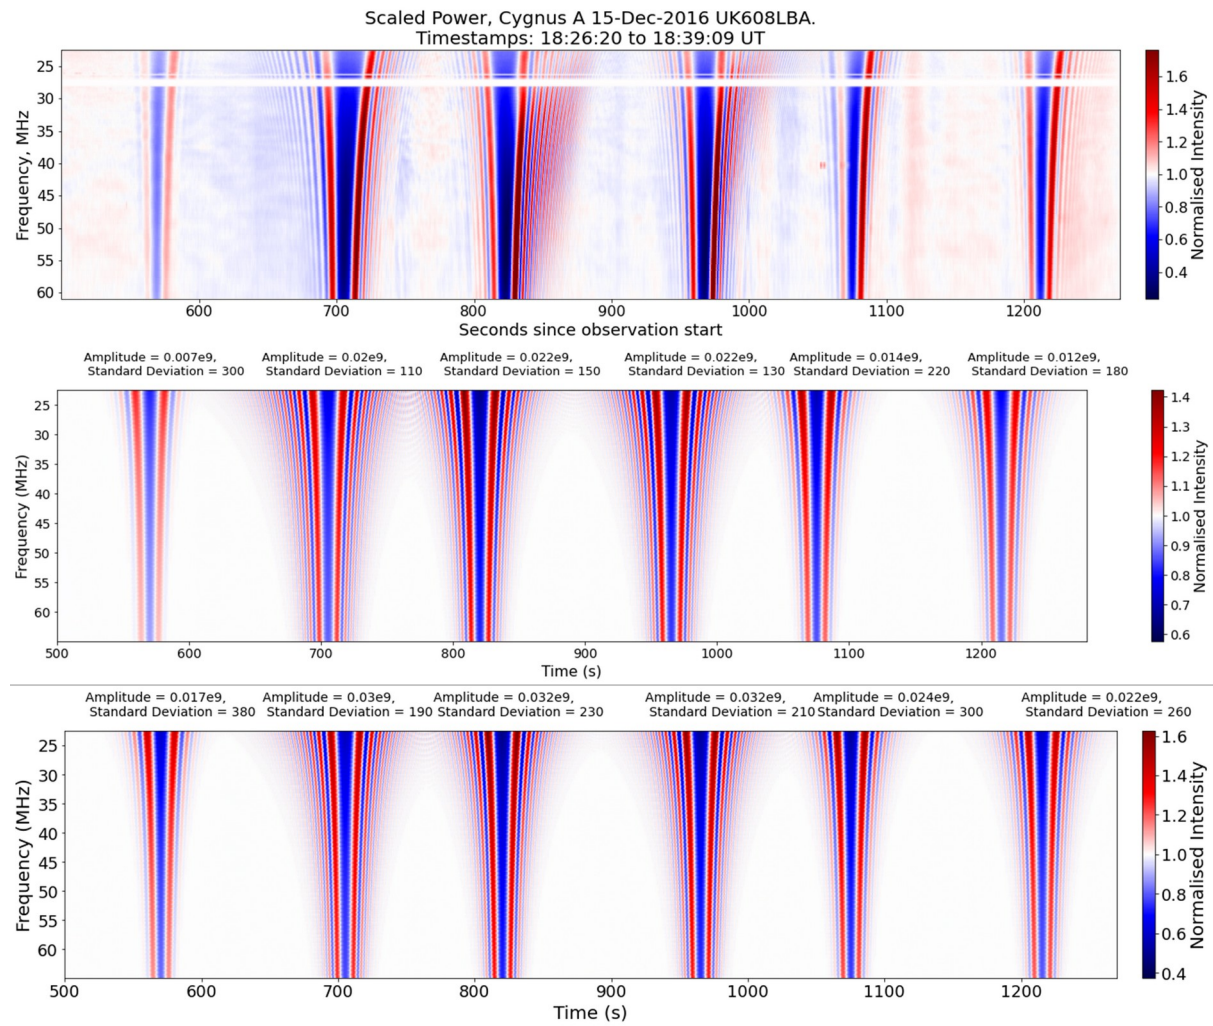 Scaled Power, Cygnus A 15-Dec-2016 UK608LBA.
Timestamps: 18:26:20 to 18:39:09 UT
Frequency, MHz
25
30
35
40
45
50
55
60
600 700 800 900 1000 1100 1200
Seconds since observation start
1.6
1.4
1.2
1.0
0.8
0.6
0.4
Normalised Intensity
Amplitude = 0.007e9, Amplitude = 0.02e9, Amplitude = 0.022e9, Amplitude = 0.022e9, Amplitude = 0.014e9, Amplitude = 0.012e9,
Standard Deviation = 300 Standard Deviation = 110 Standard Deviation = 150 Standard Deviation = 130 Standard Deviation = 220 Standard Deviation = 180
Frequency (MHz)
25
30
35
40
45
50
55
60
500 600 700 800 900 1000 1100 1200
Time (s)
1.4
1.3
1.2
1.1
1.0
0.9
0.8
0.7
0.6
Normalised Intensity
Amplitude = 0.017e9, Amplitude = 0.03e9, Amplitude = 0.032e9, Amplitude = 0.032e9, Amplitude = 0.024e9, Amplitude = 0.022e9,
Standard Deviation = 380 Standard Deviation = 190 Standard Deviation = 230 Standard Deviation = 210 Standard Deviation = 300 Standard Deviation = 260
Frequency (MHz)
25
30
35
40
45
50
55
60
500 600 700 800 900 1000 1100 1200
Time (s)
1.6
1.4
1.2
1.0
0.8
0.6
0.4
Normalised Intensity